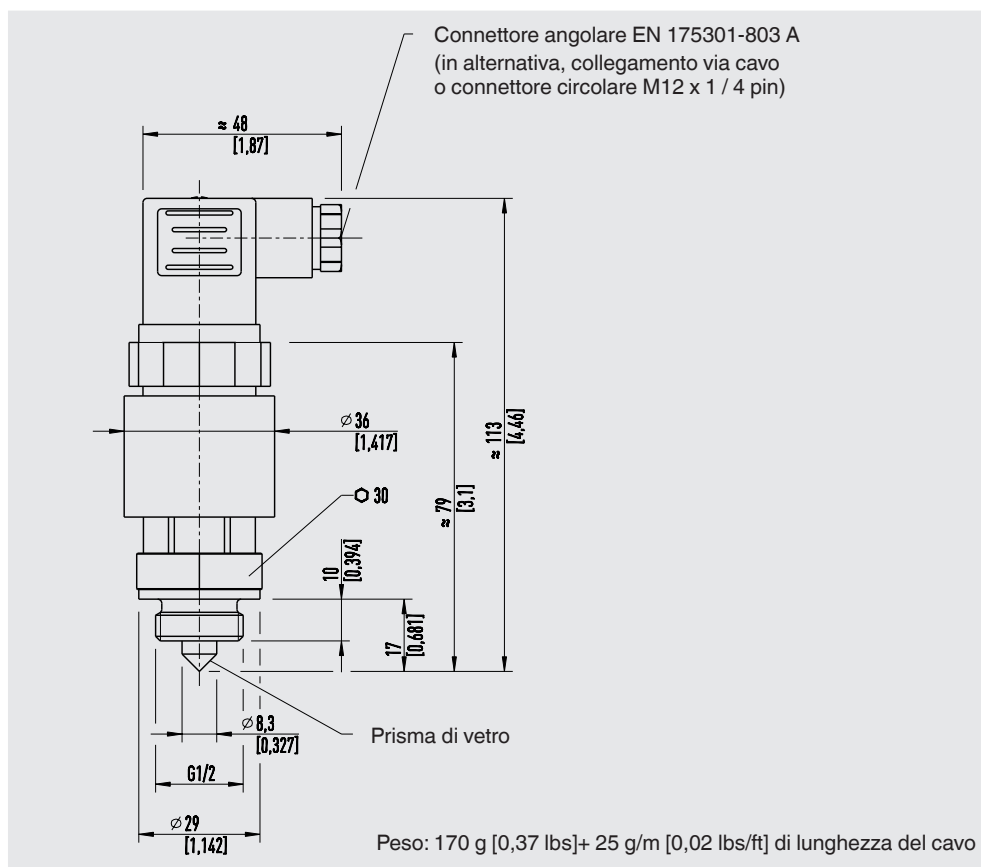 Connettore angolare EN 175301-803 A
(in alternativa, collegamento via cavo
o connettore circolare M12 x 1 / 4 pin)
≈ 48
[1,87]
⌀ 36
[1,417]
≈ 113
[4,46]
≈ 79
[3,1]
⬡ 30
10
[0,394]
17
[0,681]
⌀ 8,3
[0,327]
Prisma di vetro
G1/2
⌀ 29
[1,142]
Peso: 170 g [0,37 lbs]+ 25 g/m [0,02 lbs/ft] di lunghezza del cavo